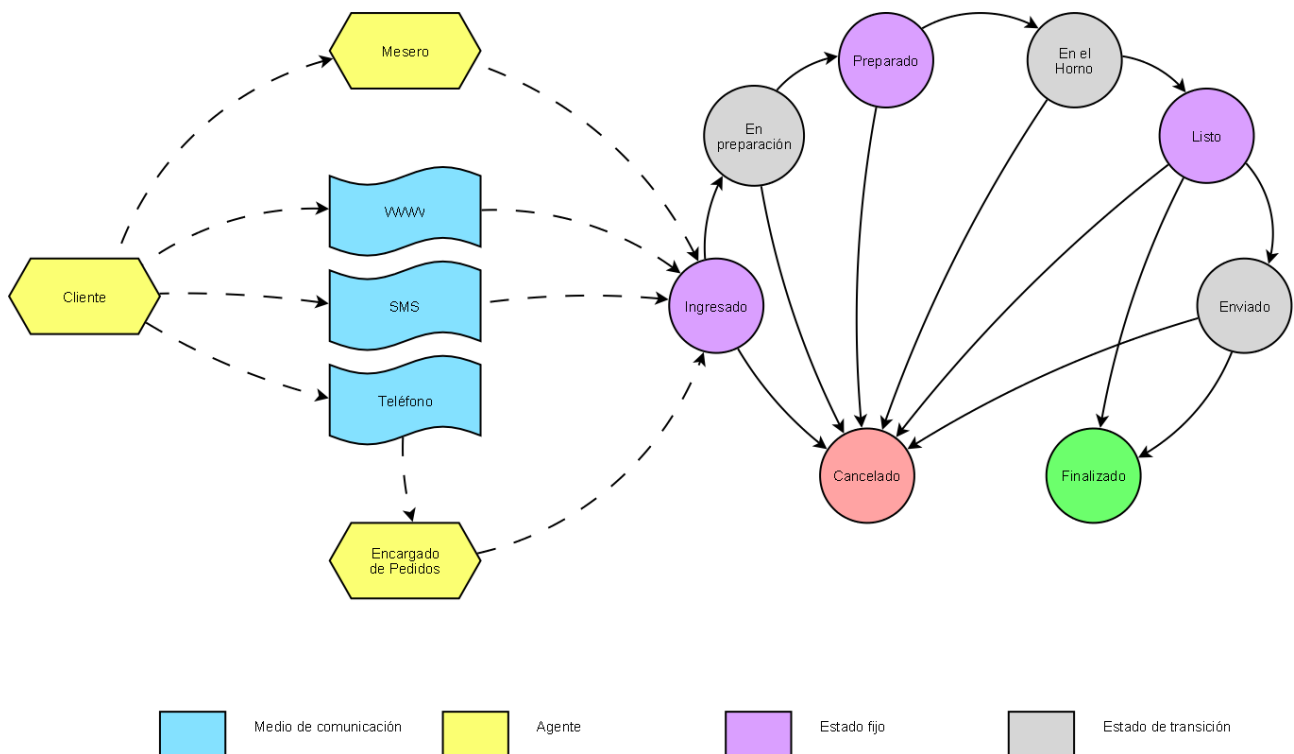 Mesero
Preparado
En el
Horno
En
preparación
Listo
WWW
Cliente
SMS
Ingresado
Enviado
Teléfono
Cancelado
Finalizado
Encargado
de Pedidos
Medio de comunicación
Agente
Estado fijo
Estado de transición